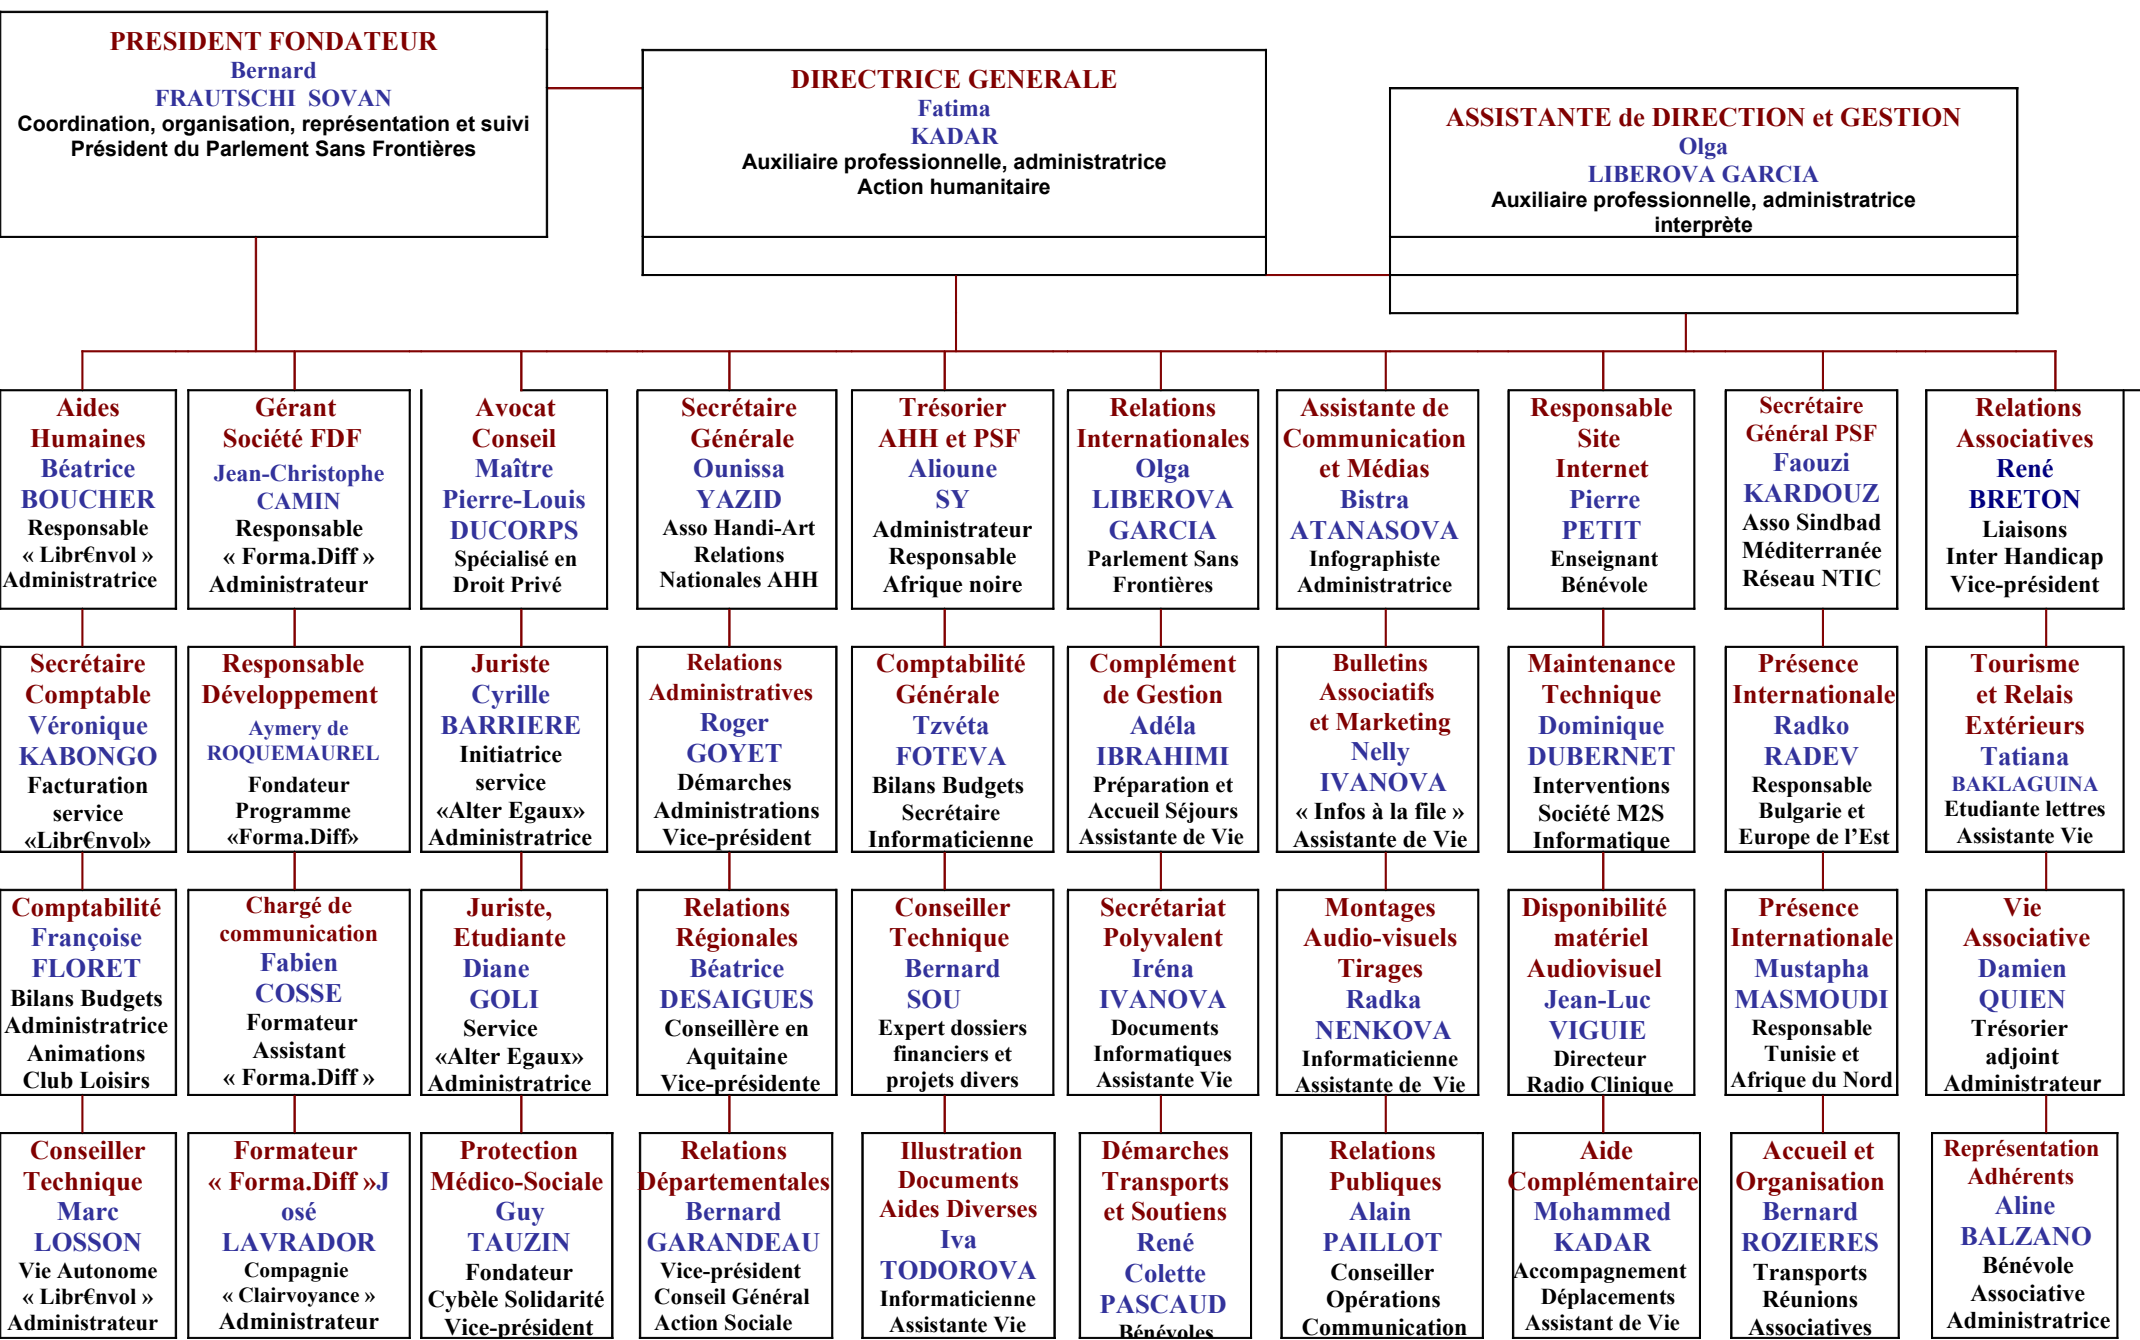 PRESIDENT FONDATEUR
Bernard
FRAUTSCHI SOVAN
Coordination, organisation, représentation et suivi
Président du Parlement Sans Frontières
DIRECTRICE GENERALE
Fatima
KADAR
Auxiliaire professionnelle, administratrice
Action humanitaire
ASSISTANTE de DIRECTION et GESTION
Olga
LIBEROVA GARCIA
Auxiliaire professionnelle, administratrice
interprète
Aides
Humaines
Béatrice
BOUCHER
Responsable
« Libr€nvol »
Administratrice
Gérant
Société FDF
Jean-Christophe
CAMIN
Responsable
« Forma.Diff »
Administrateur
Avocat
Conseil
Maître
Pierre-Louis
DUCORPS
Spécialisé en
Droit Privé
Secrétaire
Générale
Ounissa
YAZID
Asso Handi-Art
Relations
Nationales AHH
Trésorier
AHH et PSF
Alioune
SY
Administrateur
Responsable
Afrique noire
Relations
Internationales
Olga
LIBEROVA
GARCIA
Parlement Sans
Frontières
Assistante de
Communication
et Médias
Bistra
ATANASOVA
Infographiste
Administratrice
Responsable
Site
Internet
Pierre
PETIT
Enseignant
Bénévole
Secrétaire
Général PSF
Faouzi
KARDOUZ
Asso Sindbad
Méditerranée
Réseau NTIC
Relations
Associatives
René
BRETON
Liaisons
Inter Handicap
Vice-président
Secrétaire
Comptable
Véronique
KABONGO
Facturation
service
«Libr€nvol»
Responsable
Développement
Aymery de
ROQUEMAUREL
Fondateur
Programme
«Forma.Diff»
Juriste
Cyrille
BARRIERE
Initiatrice
service
«Alter Egaux»
Administratrice
Relations
Administratives
Roger
GOYET
Démarches
Administrations
Vice-président
Comptabilité
Générale
Tzvéta
FOTEVA
Bilans Budgets
Secrétaire
Informaticienne
Complément
de Gestion
Adéla
IBRAHIMI
Préparation et
Accueil Séjours
Assistante de Vie
Bulletins
Associatifs
et Marketing
Nelly
IVANOVA
« Infos à la file »
Assistante de Vie
Maintenance
Technique
Dominique
DUBERNET
Interventions
Société M2S
Informatique
Présence
Internationale
Radko
RADEV
Responsable
Bulgarie et
Europe de l’Est
Tourisme
et Relais
Extérieurs
Tatiana
BAKLAGUINA
Etudiante lettres
Assistante Vie
Comptabilité
Françoise
FLORET
Bilans Budgets
Administratrice
Animations
Club Loisirs
Chargé de
communication
Fabien
COSSE
Formateur
Assistant
« Forma.Diff »
Juriste,
Etudiante
Diane
GOLI
Service
«Alter Egaux»
Administratrice
Relations
Régionales
Béatrice
DESAIGUES
Conseillère en
Aquitaine
Vice-présidente
Conseiller
Technique
Bernard
SOU
Expert dossiers
financiers et
projets divers
Secrétariat
Polyvalent
Iréna
IVANOVA
Documents
Informatiques
Assistante Vie
Montages
Audio-visuels
Tirages
Radka
NENKOVA
Informaticienne
Assistante de Vie
Disponibilité
matériel
Audiovisuel
Jean-Luc
VIGUIE
Directeur
Radio Clinique
Présence
Internationale
Mustapha
MASMOUDI
Responsable
Tunisie et
Afrique du Nord
Vie
Associative
Damien
QUIEN
Trésorier
adjoint
Administrateur
Conseiller
Technique
Marc
LOSSON
Vie Autonome
« Libr€nvol »
Administrateur
Formateur
« Forma.Diff »J
osé
LAVRADOR
Compagnie
« Clairvoyance »
Administrateur
Protection
Médico-Sociale
Guy
TAUZIN
Fondateur
Cybèle Solidarité
Vice-président
Relations
Départementales
Bernard
GARANDEAU
Vice-président
Conseil Général
Action Sociale
Illustration
Documents
Aides Diverses
Iva
TODOROVA
Informaticienne
Assistante Vie
Démarches
Transports
et Soutiens
René
Colette
PASCAUD
Bénévoles
Relations
Publiques
Alain
PAILLOT
Conseiller
Opérations
Communication
Aide
Complémentaire
Mohammed
KADAR
Accompagnement
Déplacements
Assistant de Vie
Accueil et
Organisation
Bernard
ROZIERES
Transports
Réunions
Associatives
Représentation
Adhérents
Aline
BALZANO
Bénévole
Associative
Administratrice